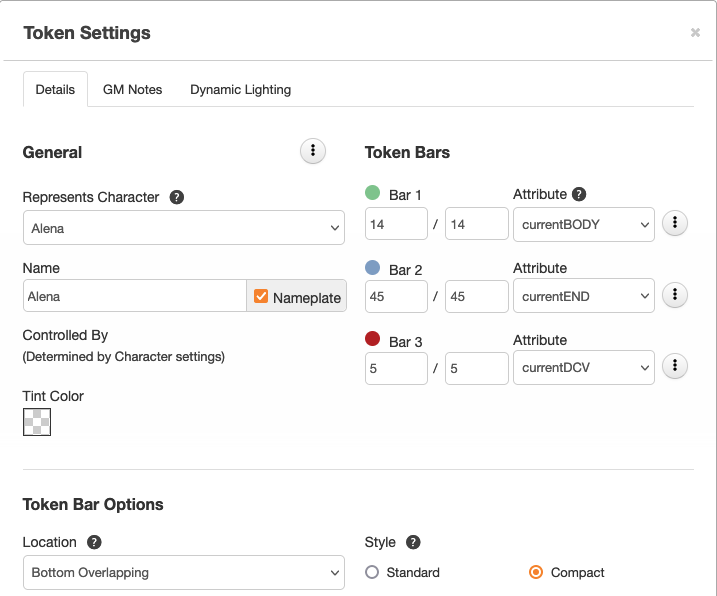 Token Settings
×
Details GM Notes Dynamic Lighting
General
Represents Character ?
Alena
Name
Alena Nameplate
Controlled By
(Determined by Character settings)
Tint Color
Token Bars
Bar 1 Attribute ?
14 / 14 currentBODY
Bar 2 Attribute
45 / 45 currentEND
Bar 3 Attribute
5 / 5 currentDCV
Token Bar Options
Location ?
Bottom Overlapping
Style ?
Standard Compact